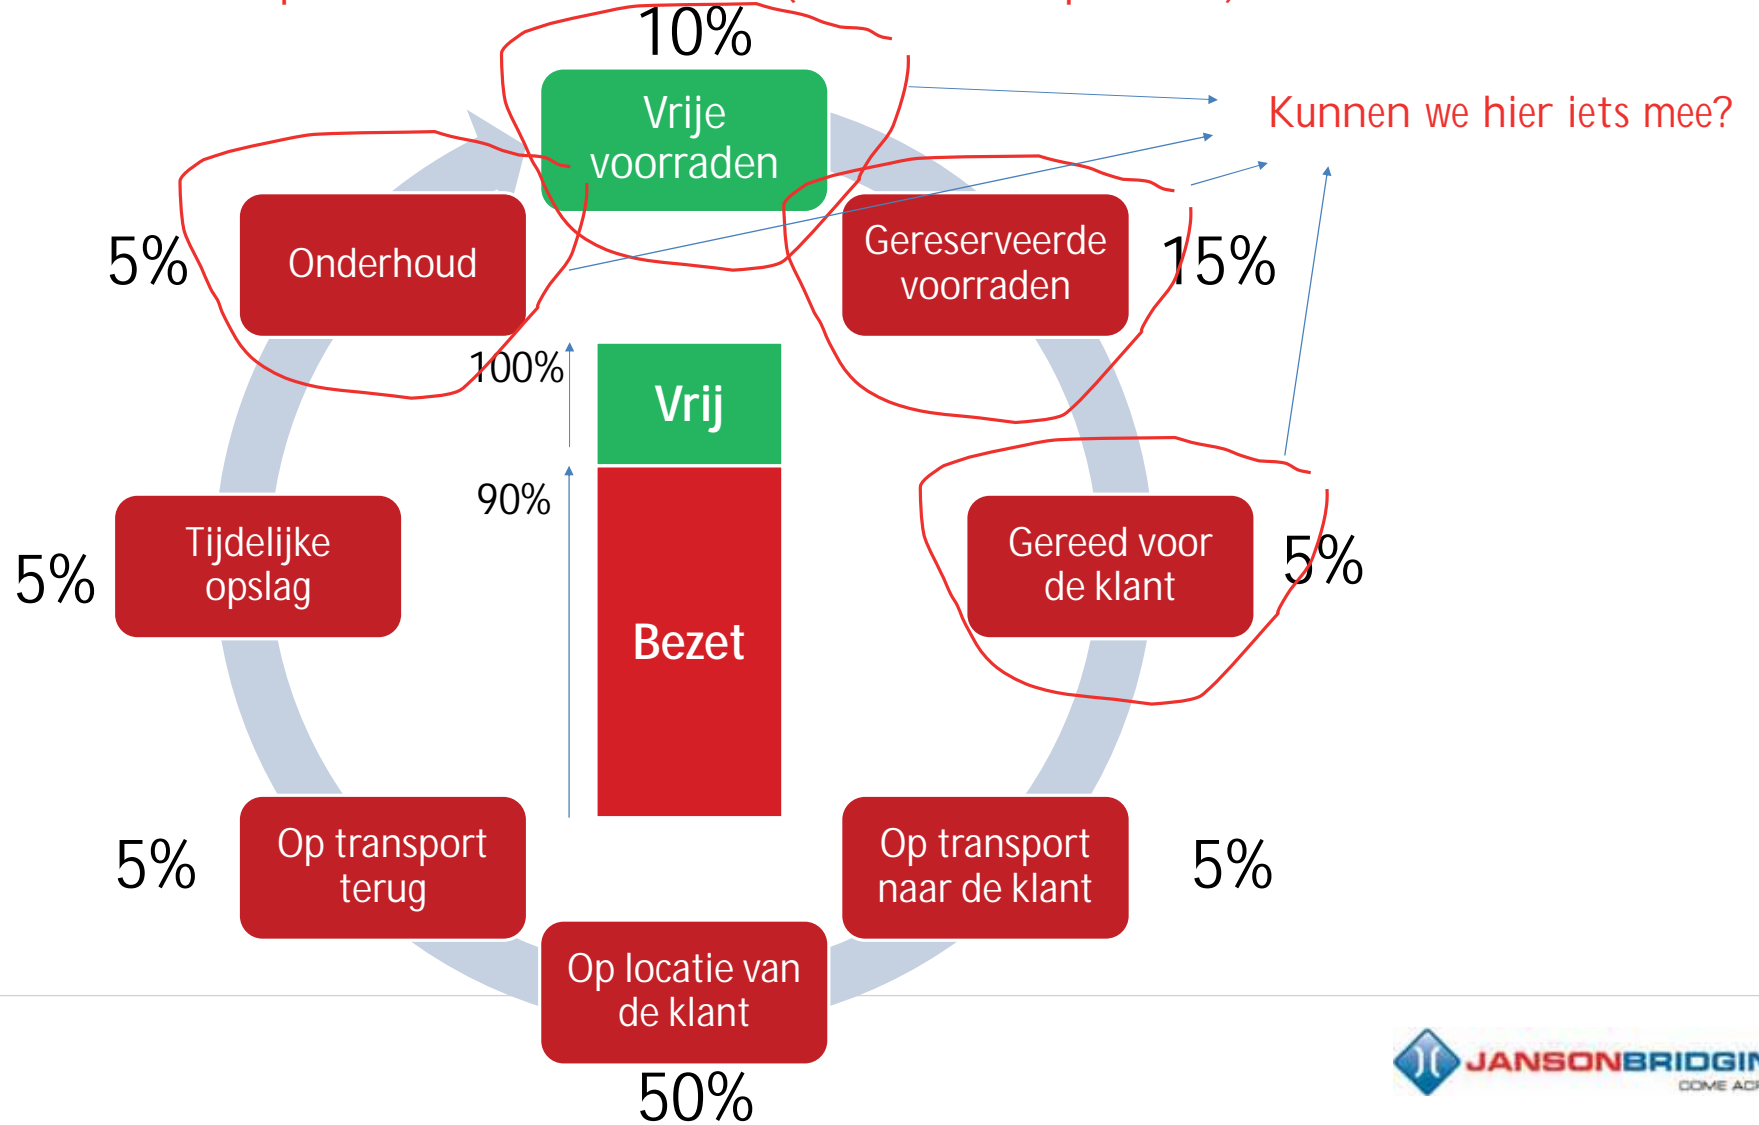 10%
Vrije
voorraden
Kunnen we hier iets mee?
5%
Onderhoud
Gereserveerde
voorraden
15%
100%
Vrij
90%
Bezet
Tijdelijke
opslag
5%
Gereed voor
de klant
5%
Op transport
terug
5%
Op transport
naar de klant
5%
Op locatie van
de klant
50%
JANSONBRIDGIN
COME ACR